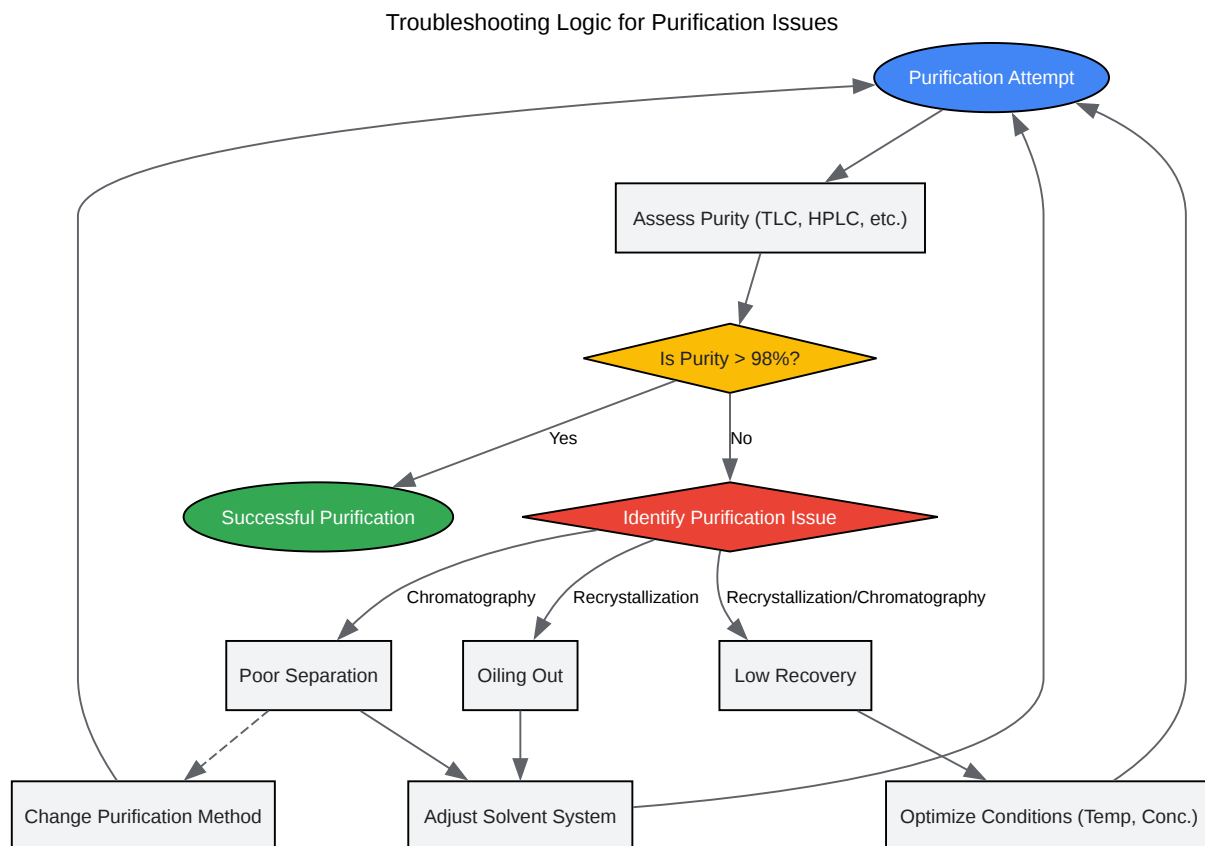 Troubleshooting Logic for Purification Issues
Purification Attempt
Assess Purity (TLC, HPLC, etc.)
Is Purity > 98%?
Yes
No
Successful Purification
Identify Purification Issue
Chromatography
Recrystallization
Recrystallization/Chromatography
Poor Separation
Oiling Out
Low Recovery
Change Purification Method
Adjust Solvent System
Optimize Conditions (Temp, Conc.)